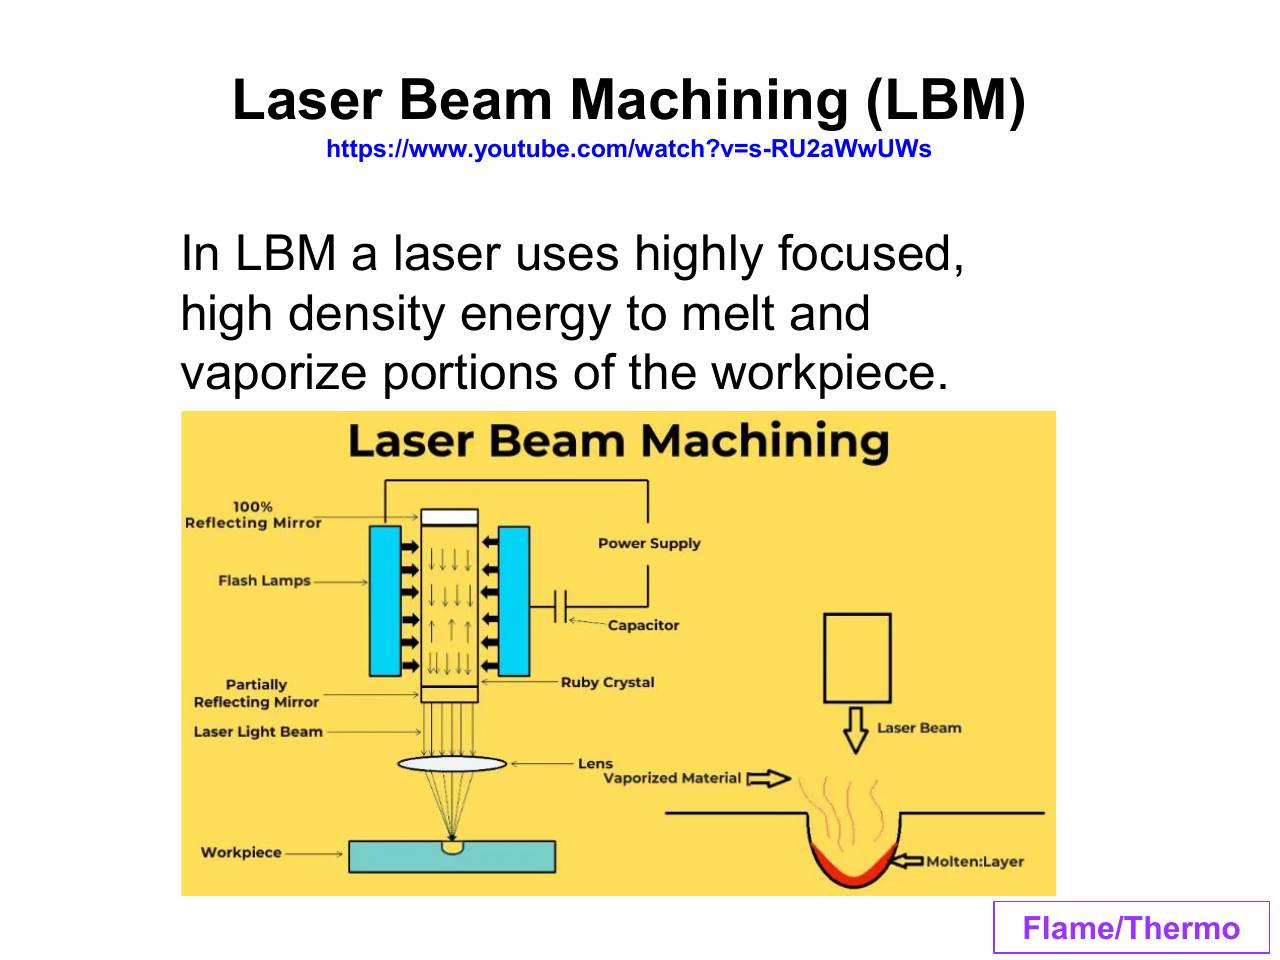 Laser Beam Machining (LBM)
https://www.youtube.com/watch?v=s-RU2aWwUWs
In LBM a laser uses highly focused,
high density energy to melt and
vaporize portions of the workpiece.
Laser Beam Machining
100%
Reflecting Mirror
Power Supply
Flash Lamps
Capacitor
Ruby Crystal
Partially
Reflecting Mirror
Laser Light Beam
Laser Beam
Lens
Vaporized Material
Workpiece
Molten:Layer
Flame/Thermo